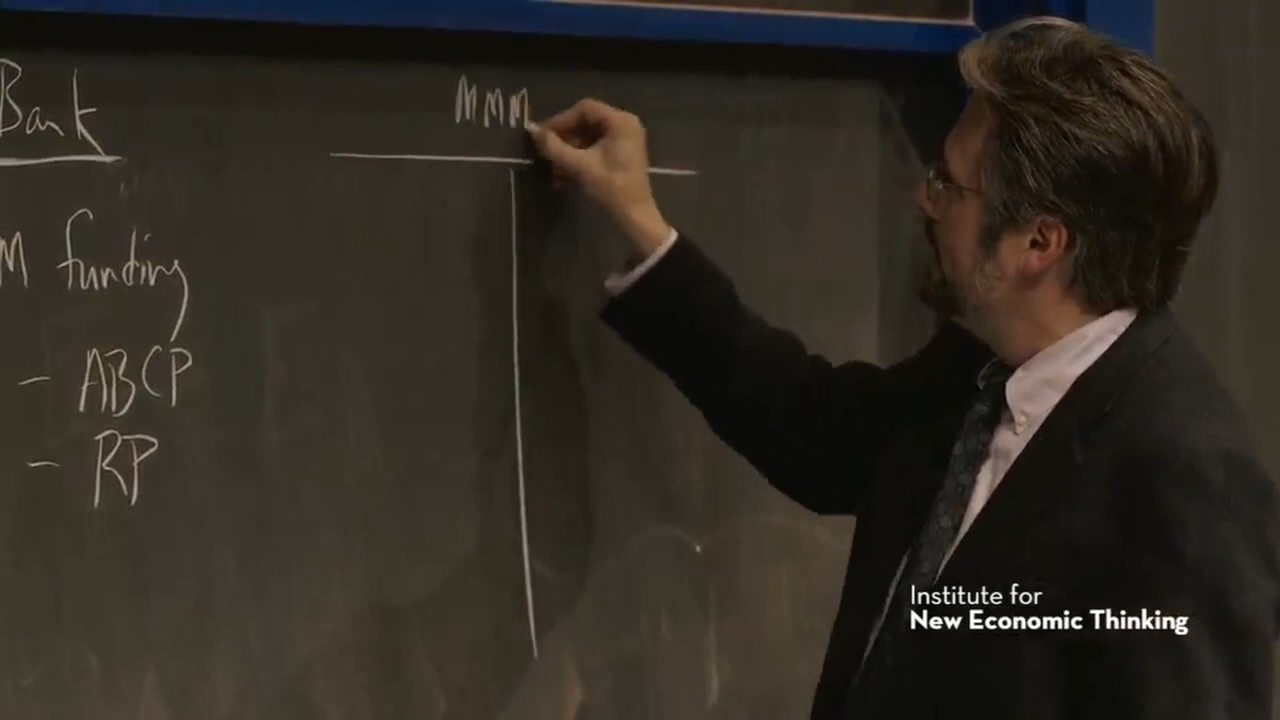 Bank
MMM
M funding
- ABCP
- RP
Institute for
New Economic Thinking